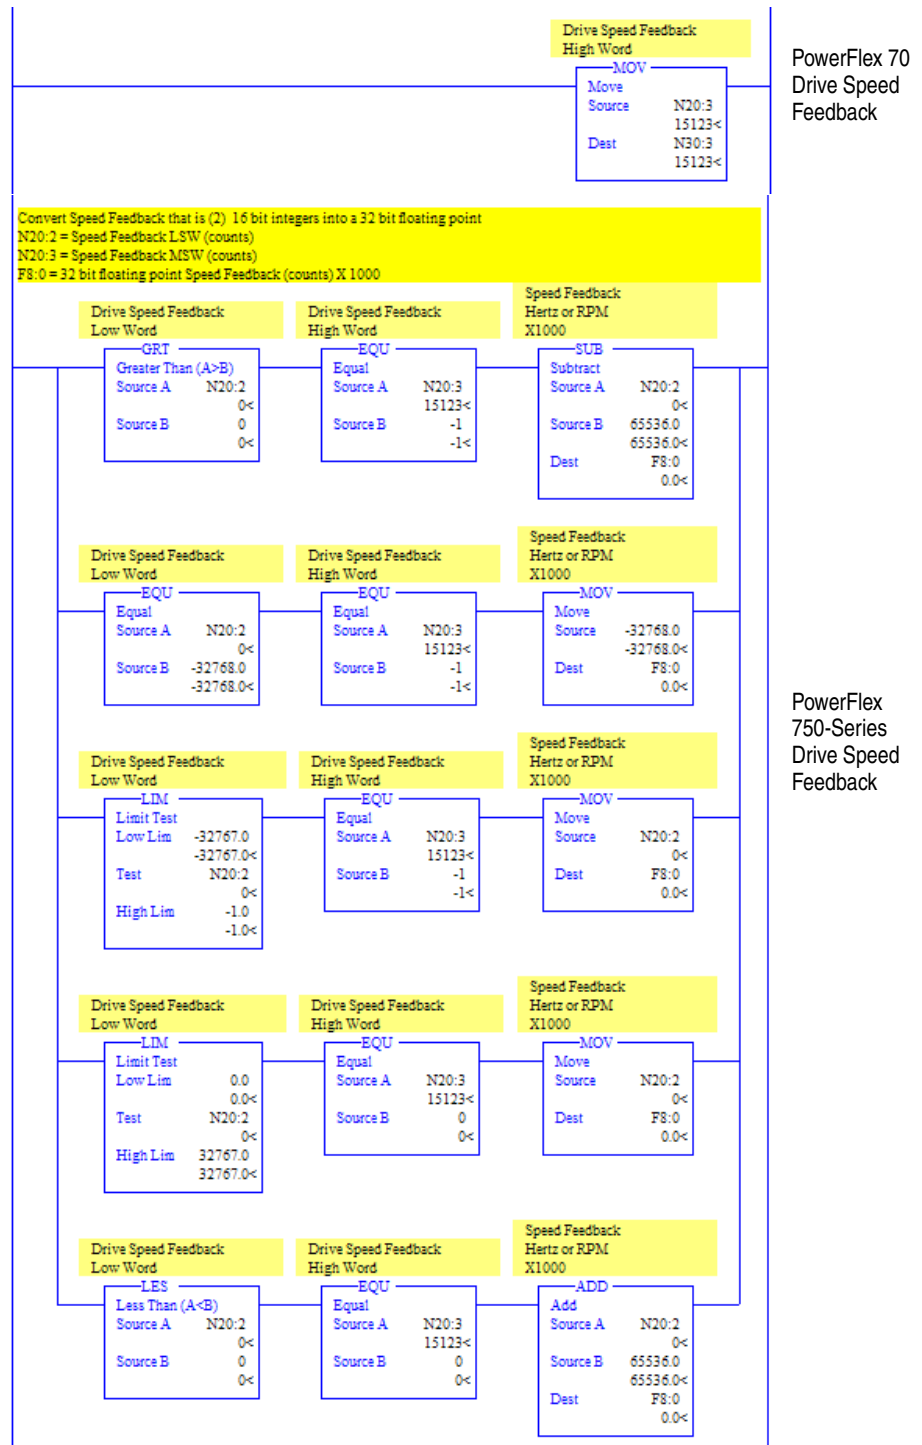 Drive Speed Feedback
High Word
MOV
Move
Source N20:3
15123<
Dest N30:3
15123<
PowerFlex 70
Drive Speed
Feedback
Convert Speed Feedback that is (2) 16 bit integers into a 32 bit floating point
N20:2 = Speed Feedback LSW (counts)
N20:3 = Speed Feedback MSW (counts)
F8:0 = 32 bit floating point Speed Feedback (counts) X 1000
Drive Speed Feedback
Low Word
GRT
Greater Than (A>B)
Source A N20:2
0<
Source B 0
0<
Drive Speed Feedback
High Word
EQU
Equal
Source A N20:3
15123<
Source B -1
-1<
Speed Feedback
Hertz or RPM
X1000
SUB
Subtract
Source A N20:2
0<
Source B 65536.0
65536.0<
Dest F8:0
0.0<
Drive Speed Feedback
Low Word
EQU
Equal
Source A N20:2
0<
Source B -32768.0
-32768.0<
Drive Speed Feedback
High Word
EQU
Equal
Source A N20:3
15123<
Source B -1
-1<
Speed Feedback
Hertz or RPM
X1000
MOV
Move
Source -32768.0
-32768.0<
Dest F8:0
0.0<
PowerFlex
750-Series
Drive Speed
Feedback
Drive Speed Feedback
Low Word
LIM
Limit Test
Low Lim -32767.0
-32767.0<
Test N20:2
0<
High Lim -1.0
-1.0<
Drive Speed Feedback
High Word
EQU
Equal
Source A N20:3
15123<
Source B -1
-1<
Speed Feedback
Hertz or RPM
X1000
MOV
Move
Source N20:2
0<
Dest F8:0
0.0<
Drive Speed Feedback
Low Word
LIM
Limit Test
Low Lim 0.0
0.0<
Test N20:2
0<
High Lim 32767.0
32767.0<
Drive Speed Feedback
High Word
EQU
Equal
Source A N20:3
15123<
Source B 0
0<
Speed Feedback
Hertz or RPM
X1000
MOV
Move
Source N20:2
0<
Dest F8:0
0.0<
Drive Speed Feedback
Low Word
LES
Less Than (A<B)
Source A N20:2
0<
Source B 0
0<
Drive Speed Feedback
High Word
EQU
Equal
Source A N20:3
15123<
Source B 0
0<
Speed Feedback
Hertz or RPM
X1000
ADD
Add
Source A N20:2
0<
Source B 65536.0
65536.0<
Dest F8:0
0.0<